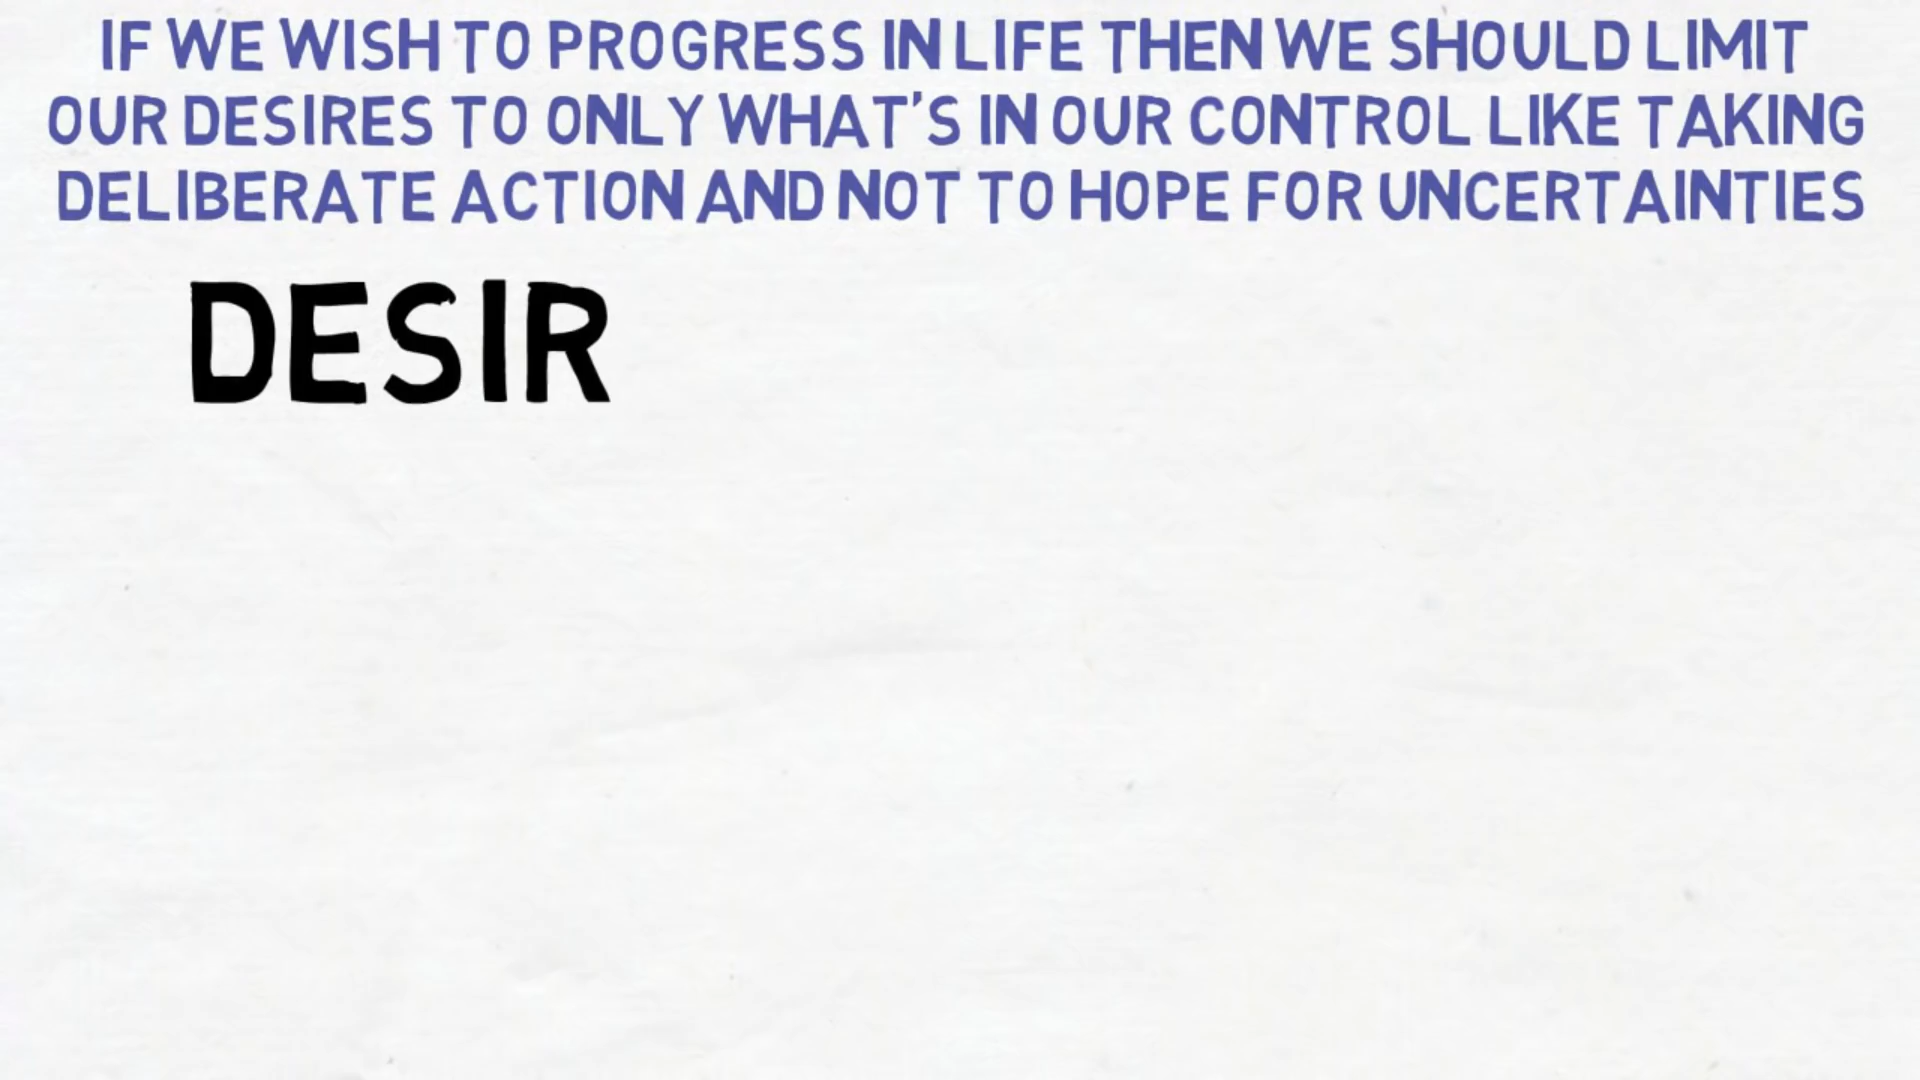 IF WE WISH TO PROGRESS IN LIFE THEN WE SHOULD LIMIT
OUR DESIRES TO ONLY WHAT'S IN OUR CONTROL LIKE TAKING
DELIBERATE ACTION AND NOT TO HOPE FOR UNCERTAINTIES
DESIR